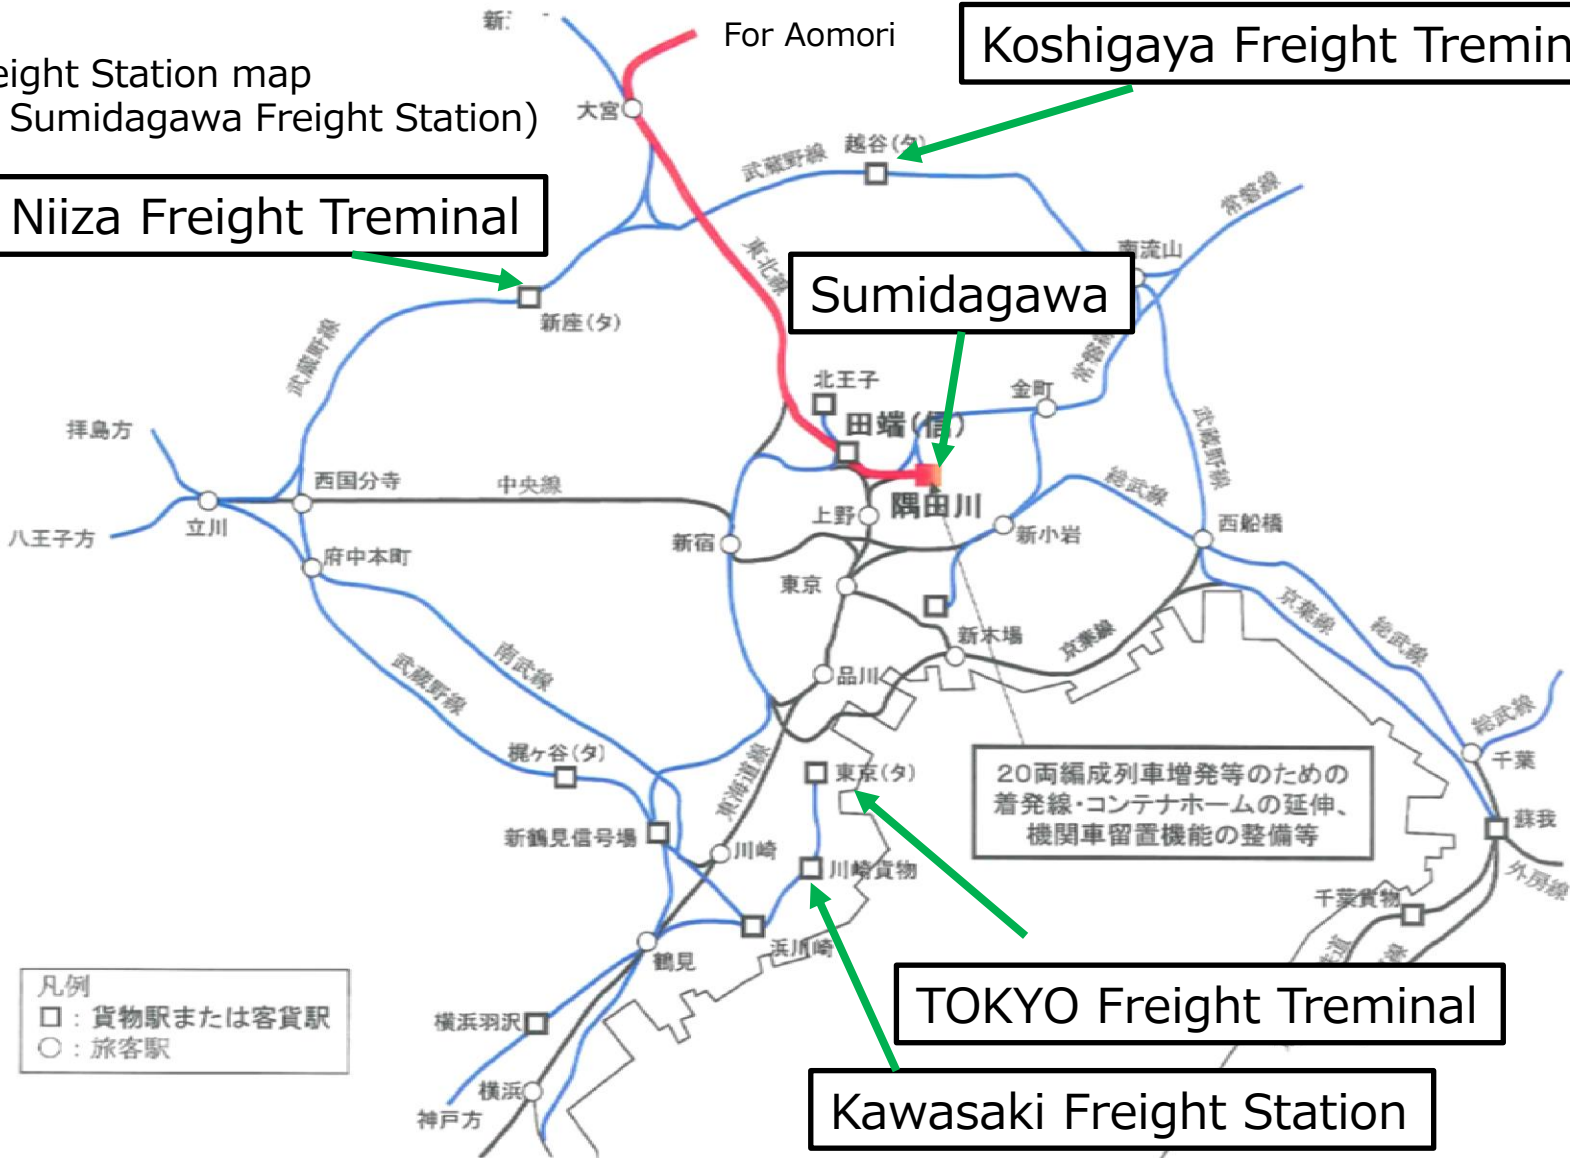 For Aomori
Koshigaya Freight Tremin
eight Station map
Sumidagawa Freight Station)
大宮
越谷(タ)
武蔵野線
常磐線
Niiza Freight Treminal
東北線
南流山
Sumidagawa
新座(タ)
武蔵野線
常磐線
北王子
金町
田端(信)
武蔵野線
拝島方
西国分寺
中央線
総武線
隅田川
上野
立川
新宿
新小岩
西船橋
八王子方
府中本町
東京
京葉線
新木場
京葉線
総武線
南武線
武蔵野線
品川
総武線
梶ヶ谷(タ)
東海道線
東京(タ)
20両編成列車増発等のための
着発線・コンテナホームの延伸、
機関車留置機能の整備等
千葉
新鶴見信号場
川崎
川崎貨物
蘇我
外房線
千葉貨物
浜川崎
鶴見
凡例
□:貨物駅または客貨駅
○:旅客駅
横浜羽沢
TOKYO Freight Treminal
横浜
神戸方
Kawasaki Freight Station